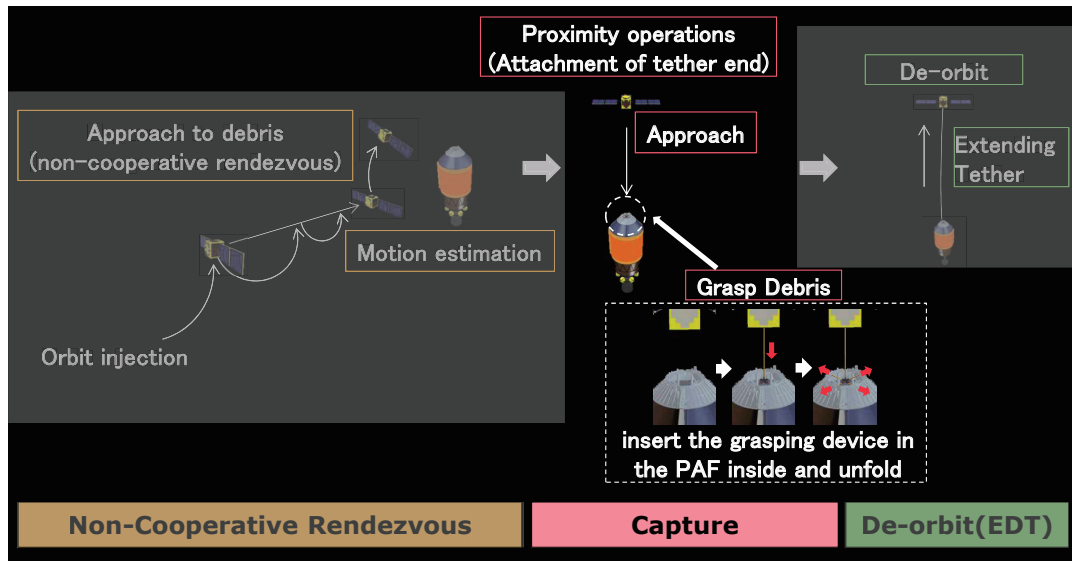 Proximity operations
(Attachment of tether end)
De-orbit
Approach to debris
(non-cooperative rendezvous)
Approach
Extending
Tether
Motion estimation
Grasp Debris
Orbit injection
insert the grasping device in
the PAF inside and unfold
Non-Cooperative Rendezvous
Capture
De-orbit(EDT)